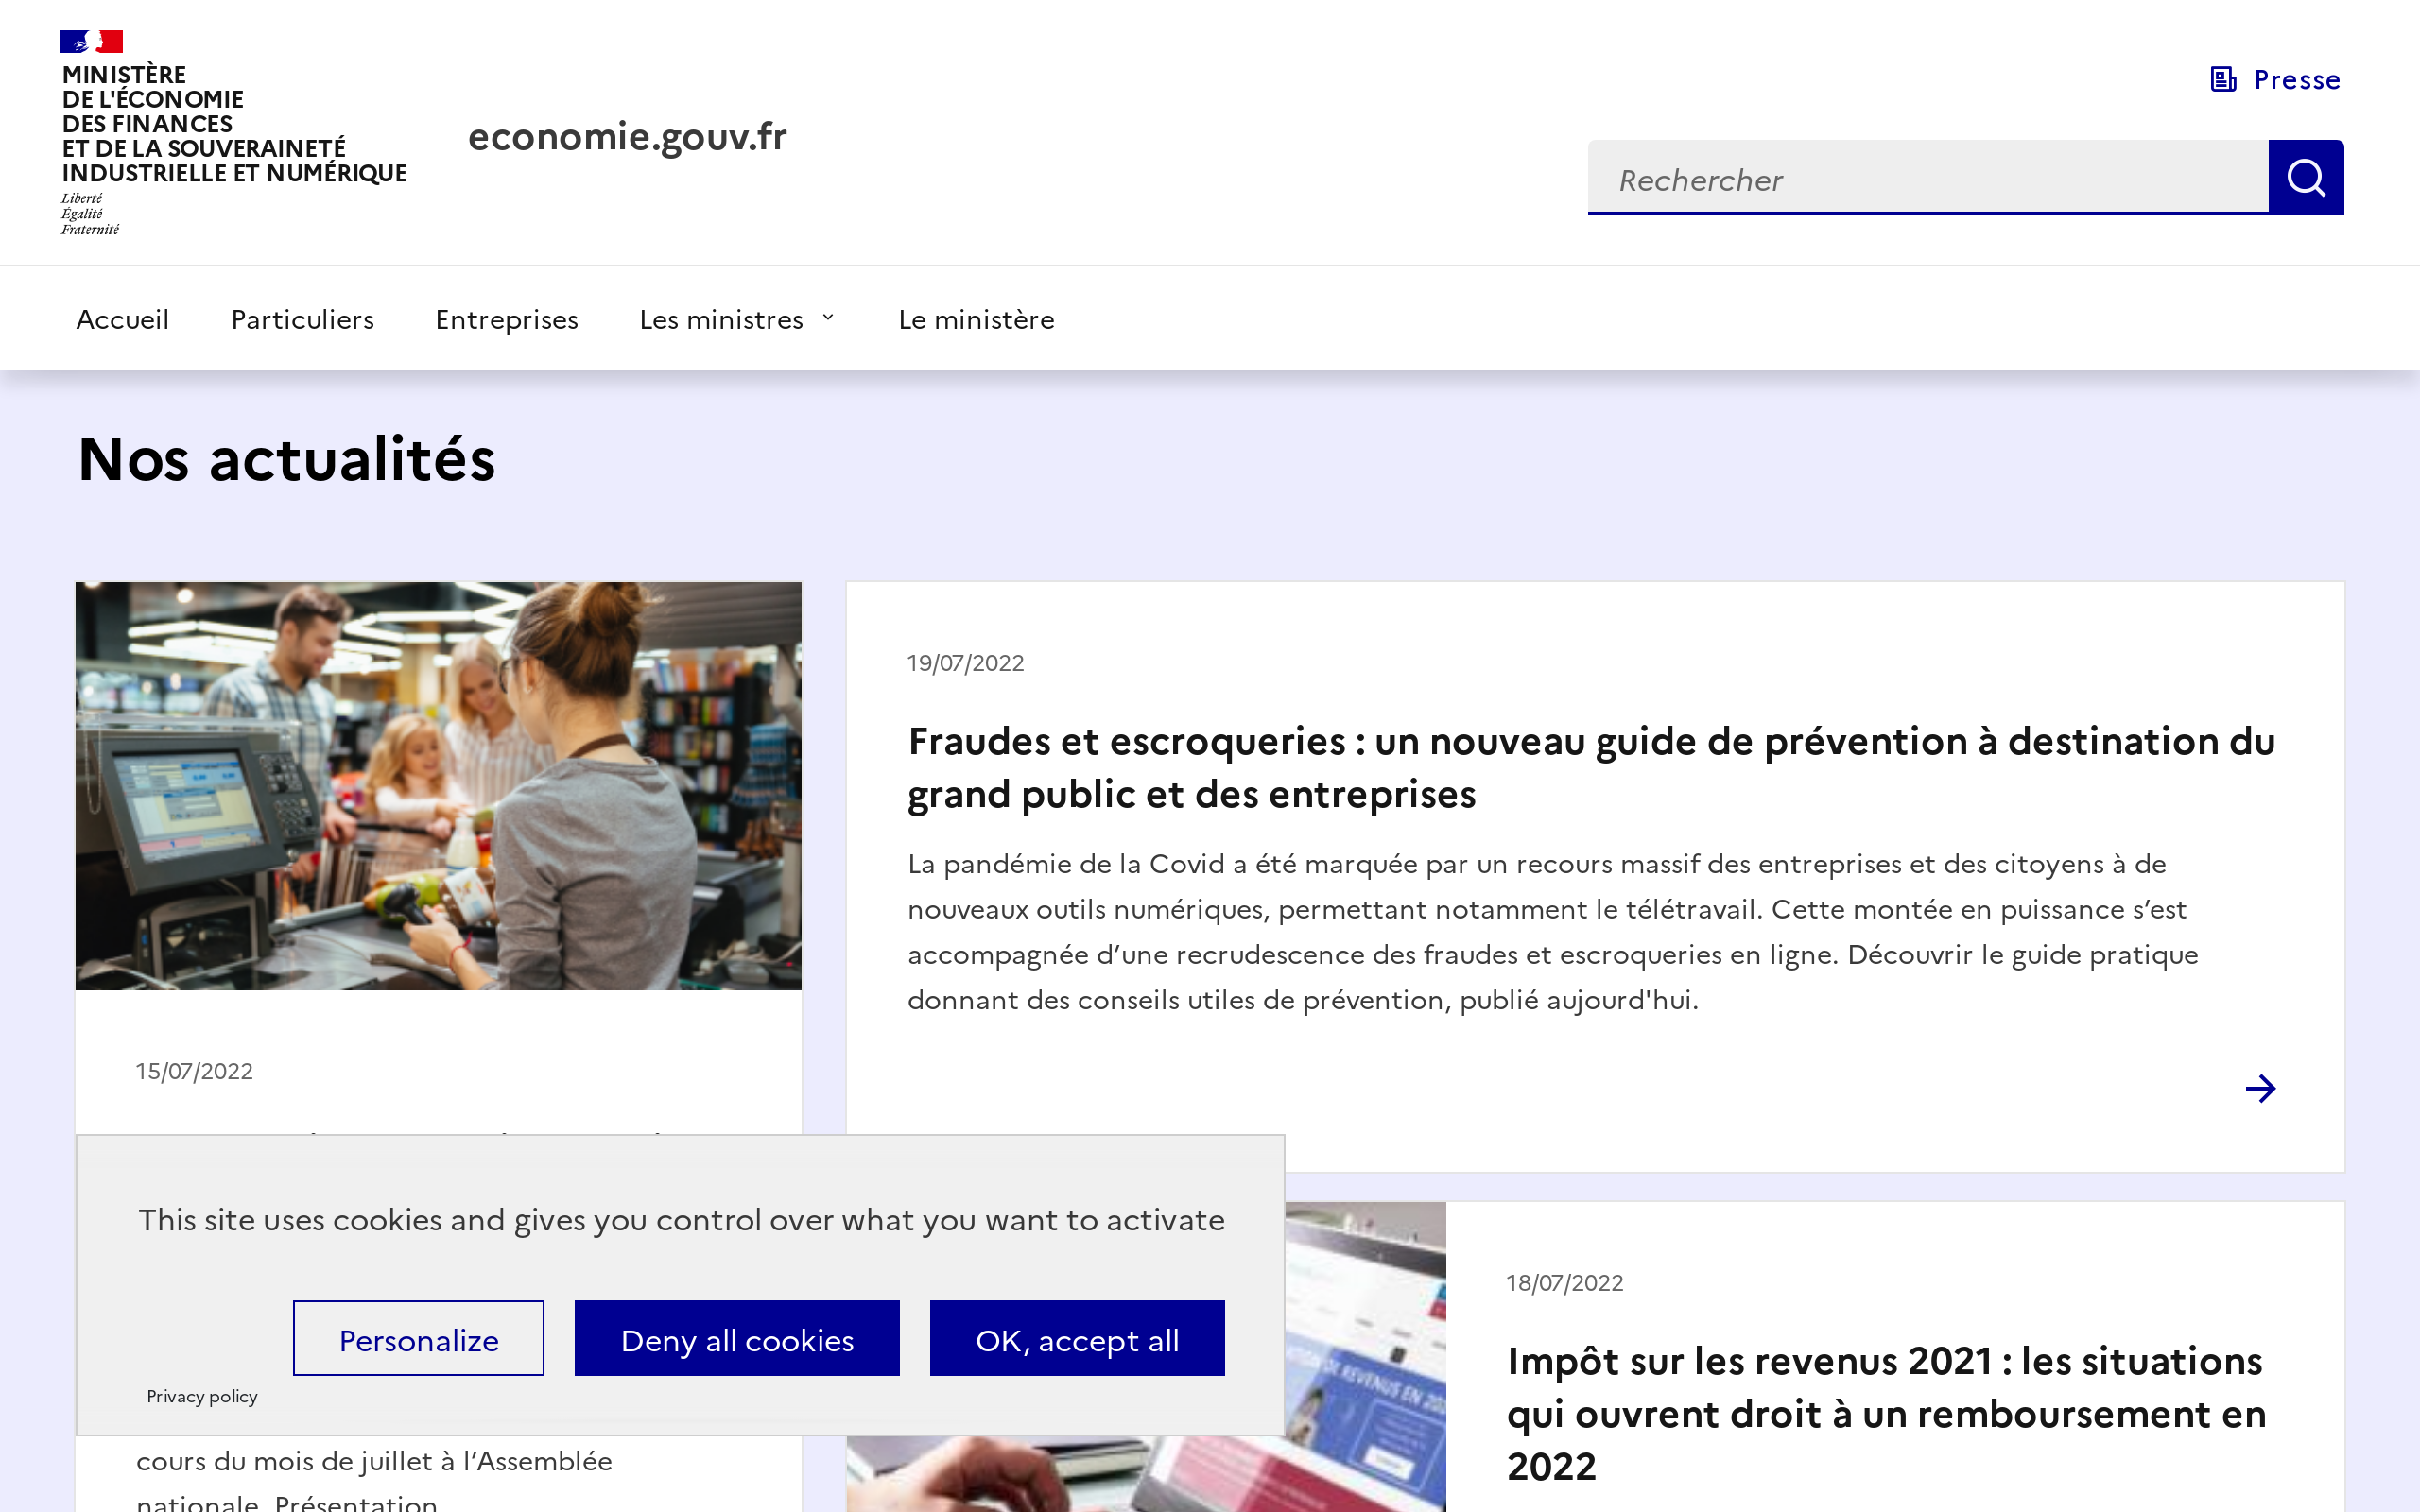 MINISTÈRE
DE L'ÉCONOMIE
DES FINANCES
ET DE LA SOUVERAINETÉ
INDUSTRIELLE ET NUMÉRIQUE
Liberté
Égalité
Fraternité
economie.gouv.fr
Presse
Rechercher
Accueil
Particuliers
Entreprises
Les ministres
Le ministère
Nos actualités
15/07/2022
19/07/2022
Fraudes et escroqueries : un nouveau guide de prévention à destination du
grand public et des entreprises
La pandémie de la Covid a été marquée par un recours massif des entreprises et des citoyens à de
nouveaux outils numériques, permettant notamment le télétravail. Cette montée en puissance s’est
accompagnée d’une recrudescence des fraudes et escroqueries en ligne. Découvrir le guide pratique
donnant des conseils utiles de prévention, publié aujourd'hui.
This site uses cookies and gives you control over what you want to activate
Personalize
Deny all cookies
OK, accept all
Privacy policy
cours du mois de juillet à l’Assemblée
nationale. Présentation
18/07/2022
Impôt sur les revenus 2021 : les situations
qui ouvrent droit à un remboursement en
2022